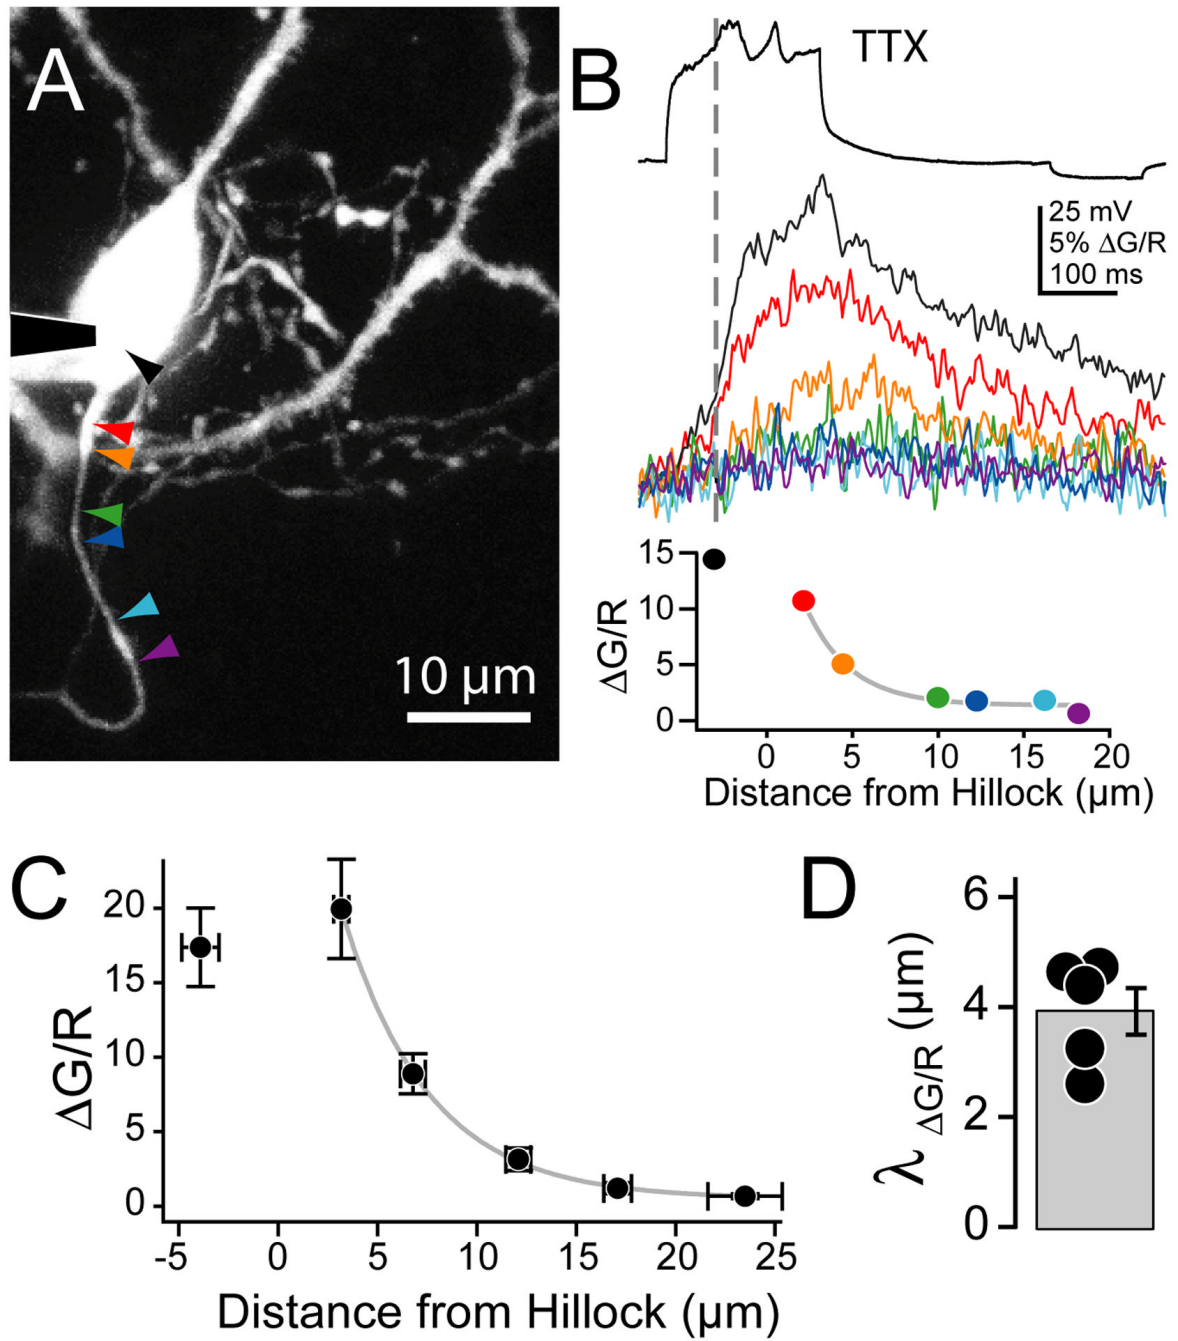 A
10 µm
B
TTX
25 mV
5% ΔG/R
100 ms
15
10
5
0
ΔG/R
0 5 10 15 20
Distance from Hillock (µm)
C
20
15
10
5
0
ΔG/R
-5 0 5 10 15 20 25
Distance from Hillock (µm)
D
6
4
2
0
λ ΔG/R (µm)